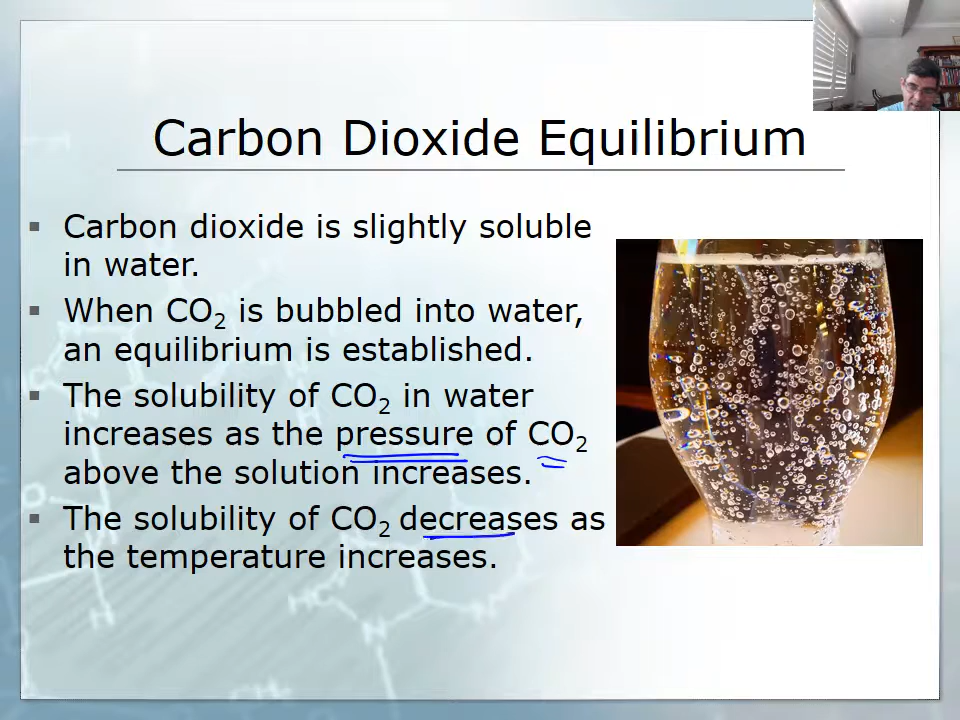 Carbon Dioxide Equilibrium
▪ Carbon dioxide is slightly soluble
in water.
▪ When CO₂ is bubbled into water,
an equilibrium is established.
▪ The solubility of CO₂ in water
increases as the pressure of CO₂
above the solution increases.
▪ The solubility of CO₂ decreases as
the temperature increases.
HO
N
N